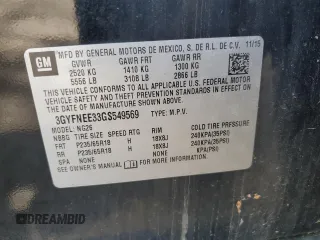 GM
MFD BY GENERAL MOTORS DE MEXICO, S. DE R.L. DE C.V. 11/15
GVWR GAWR FRT GAWR RR
2520 KG 1410 KG 1300 KG
5556 LB 3108 LB 2866 LB
THIS VEHICLE CONFORMS TO ALL APPLICABLE U.S. FEDERAL MOTOR VEHICLE SAFETY, BUMPER, AND THEFT PREVENTION STANDARDS IN EFFECT ON THE DATE OF MANUFACTURE SHOWN ABOVE.
3GYFNEE33GS549569 TYPE: M.P.V.
MODEL: NG26
TIRE SIZE SPEED RTG RIM COLD TIRE PRESSURE
FRT P235/65R18 H 18X8J 240KPA(35PSI)
RR P235/65R18 H 18X8J 240KPA(35PSI)
SPA NONE KPA(PSI)
SEE OWNER'S MANUAL FOR ADDITIONAL INFORMATION.
AUTOBIDMASTER